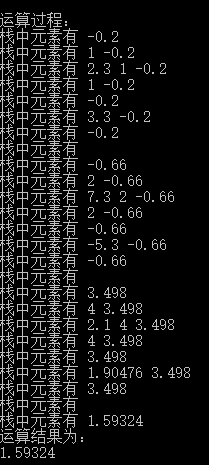 运算过程：
栈中元素有 -0.2
栈中元素有 1 -0.2
栈中元素有 2.3 1 -0.2
栈中元素有 1 -0.2
栈中元素有 -0.2
栈中元素有 3.3 -0.2
栈中元素有 -0.2
栈中元素有
栈中元素有 -0.66
栈中元素有 2 -0.66
栈中元素有 7.3 2 -0.66
栈中元素有 2 -0.66
栈中元素有 -0.66
栈中元素有 -5.3 -0.66
栈中元素有 -0.66
栈中元素有
栈中元素有 3.498
栈中元素有 4 3.498
栈中元素有 2.1 4 3.498
栈中元素有 4 3.498
栈中元素有 3.498
栈中元素有 1.90476 3.498
栈中元素有 3.498
栈中元素有
栈中元素有 1.59324
运算结果为：
1.59324